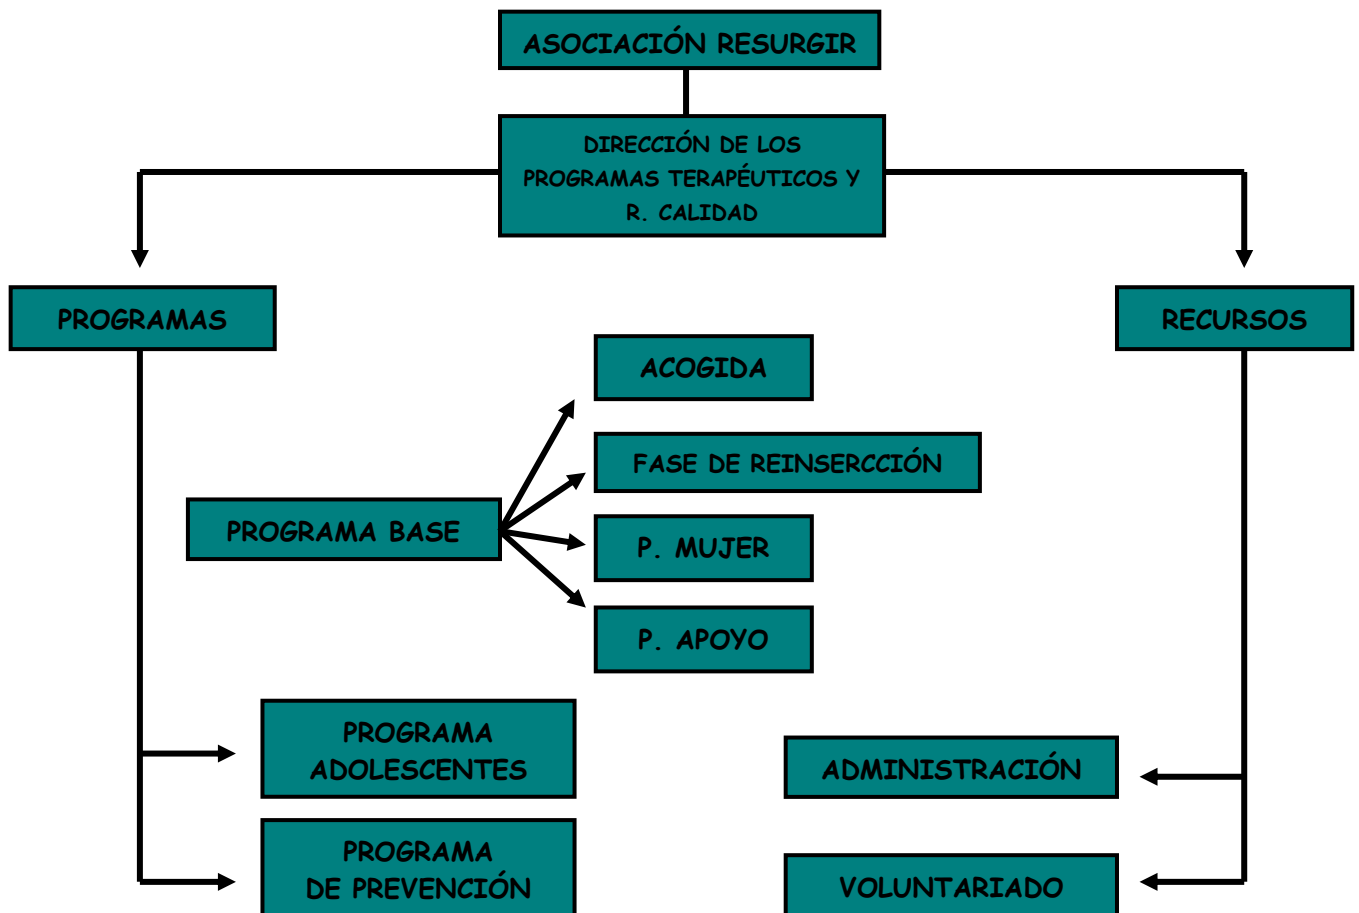 ASOCIACIÓN RESURGIR
DIRECCIÓN DE LOS
PROGRAMAS TERAPÉUTICOS Y
R. CALIDAD
PROGRAMAS
RECURSOS
ACOGIDA
FASE DE REINSERCCIÓN
PROGRAMA BASE
P. MUJER
P. APOYO
PROGRAMA
ADOLESCENTES
ADMINISTRACIÓN
PROGRAMA
DE PREVENCIÓN
VOLUNTARIADO